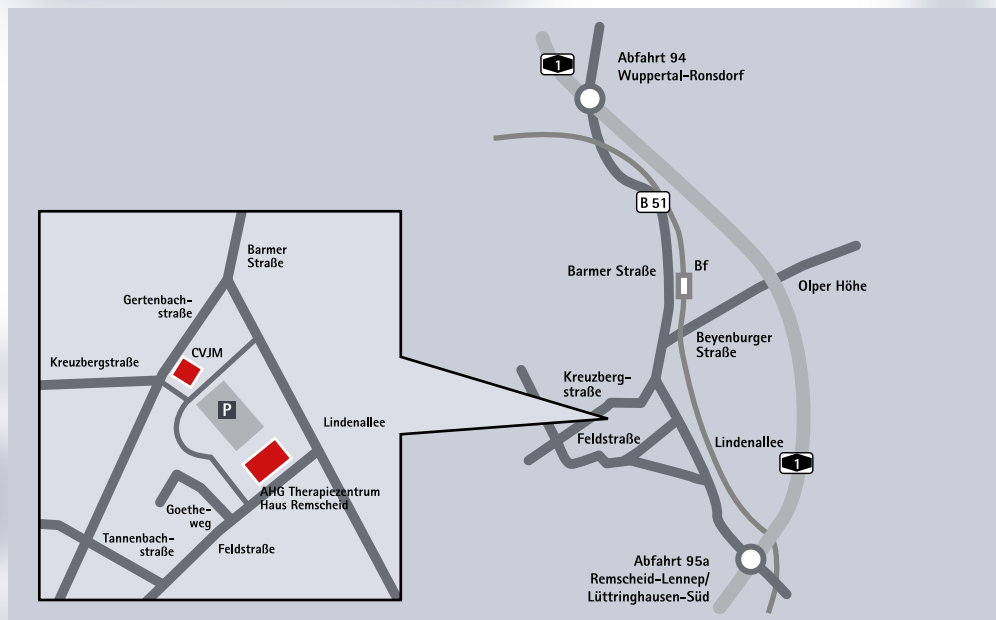 1
Abfahrt 94
Wuppertal-Ronsdorf
B 51
Barmer Straße
Bf
Olper Höhe
Beyenburger
Straße
Kreuzberg-
straße
Feldstraße
Lindenallee
1
Abfahrt 95a
Remscheid-Lennep/
Lüttringhausen-Süd
Barmer
Straße
Gertenbach-
straße
CVJM
Kreuzbergstraße
P
Lindenallee
AHG Therapiezentrum
Haus Remscheid
Goethe-
weg
Tannenbach-
straße
Feldstraße